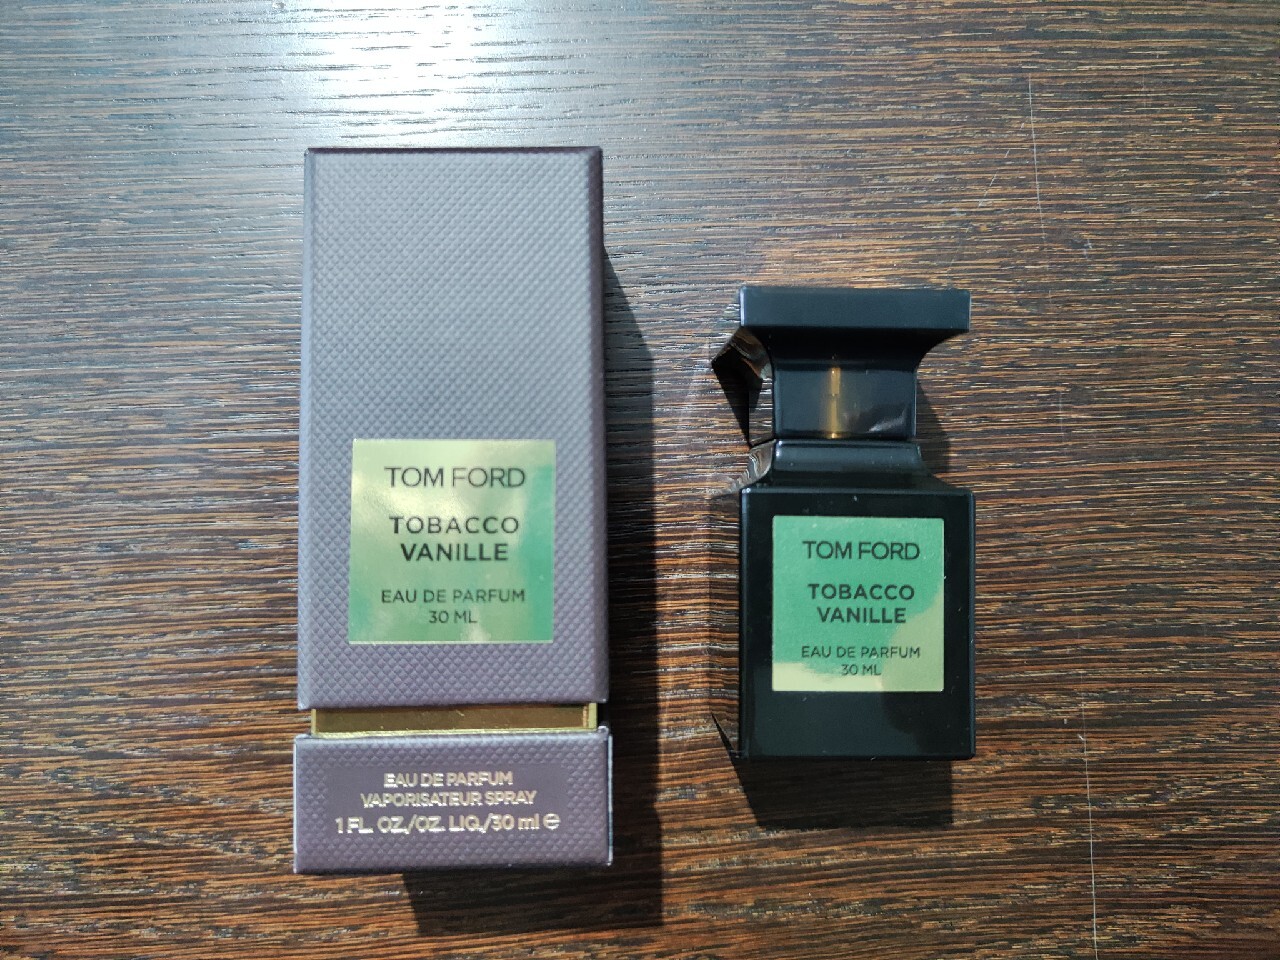 TOM FORD
TOBACCO
VANILLE
EAU DE PARFUM
30 ML
EAU DE PARFUM
VAPORISATEUR SPRAY
1 FL. OZ./OZ. LIQ./30 ml ℮
TOM FORD
TOBACCO
VANILLE
EAU DE PARFUM
30 ML